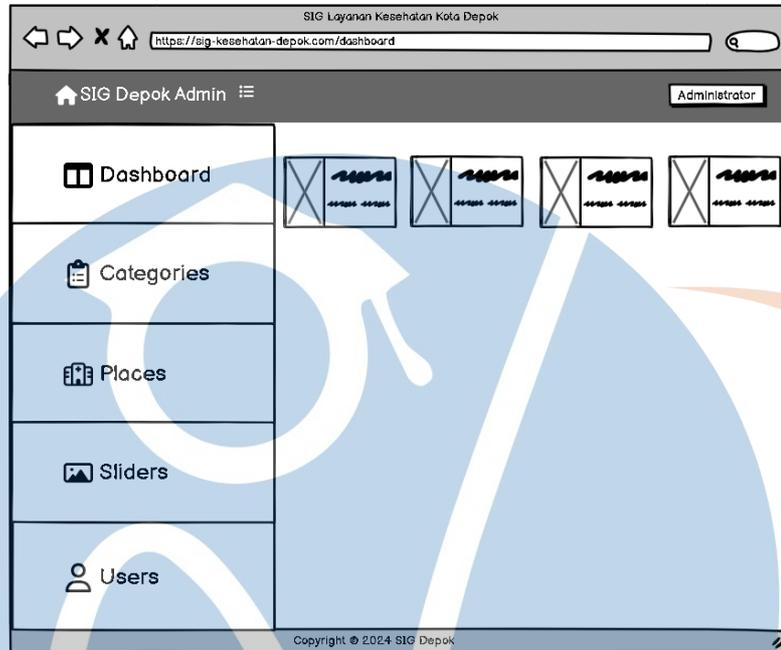 SIG Layanan Kesehatan Kota Depok
https://sig-kesehatan-depok.com/dashboard
SIG Depok Admin
Administrator
Dashboard
Categories
Places
Sliders
Users
Copyright © 2024 SIG Depok